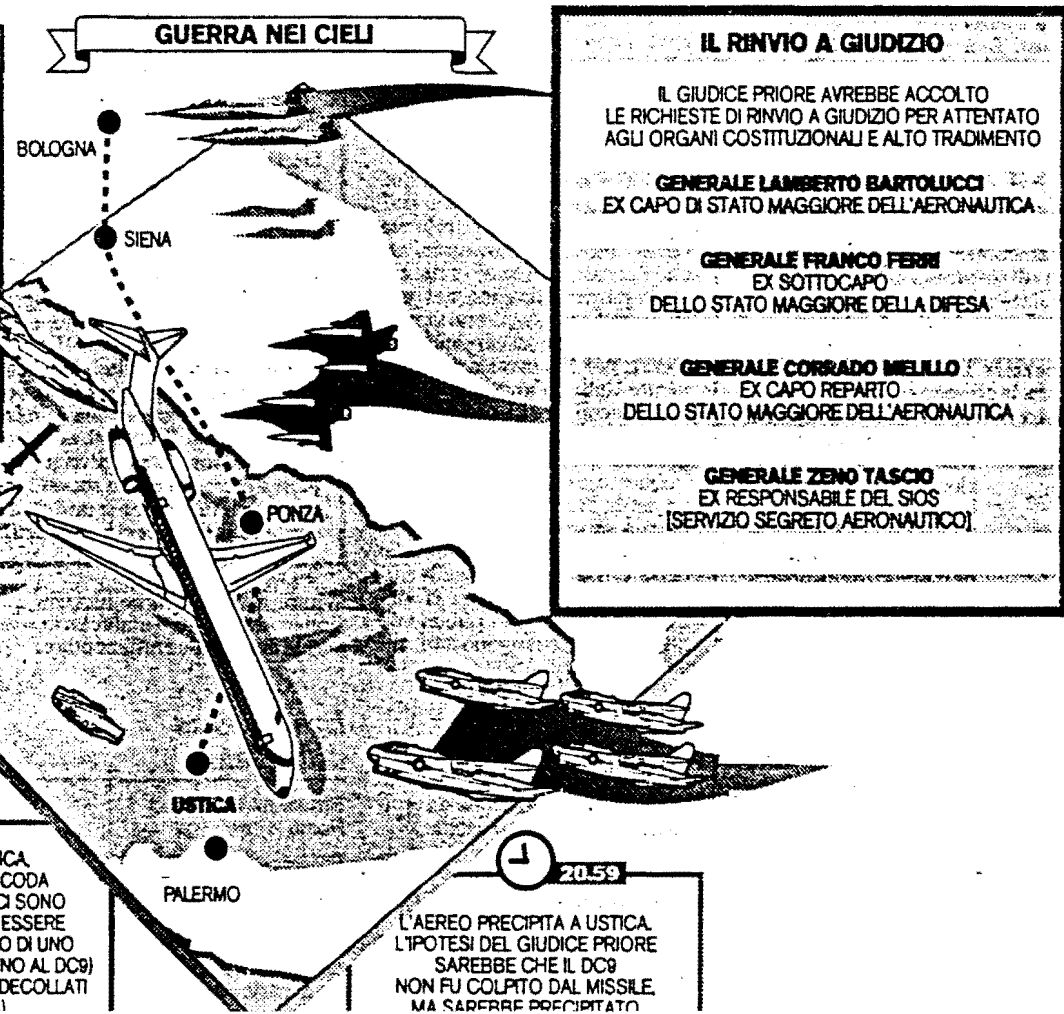 GUERRA NEI CIELI
BOLOGNA
SIENA
PONZA
USTICA
PALERMO
IL RINVIO A GIUDIZIO
IL GIUDICE PRIORE AVREBBE ACCOLTO
LE RICHIESTE DI RINVIO A GIUDIZIO PER ATTENTATO
AGLI ORGANI COSTITUZIONALI E ALTO TRADIMENTO
GENERALE LAMBERTO BARTOLUCCI
EX CAPO DI STATO MAGGIORE DELL'AERONAUTICA
GENERALE FRANCO FERRI
EX SOTTOCAPO
DELLO STATO MAGGIORE DELLA DIFESA
GENERALE CORRADO MELILLO
EX CAPO REPARTO
DELLO STATO MAGGIORE DELL'AERONAUTICA
GENERALE ZENO TASCIO
EX RESPONSABILE DEL SIOS
[SERVIZIO SEGRETO AERONAUTICO]
ICA,
CODA
CI SONO
ESSERE
O DI UNO
NO AL DC9)
DECOLLATI
20.59
L'AEREO PRECIPITA A USTICA.
L'IPOTESI DEL GIUDICE PRIORE
SAREBBE CHE IL DC9
NON FU COLPITO DAL MISSILE,
MA SAREBBE PRECIPITATO